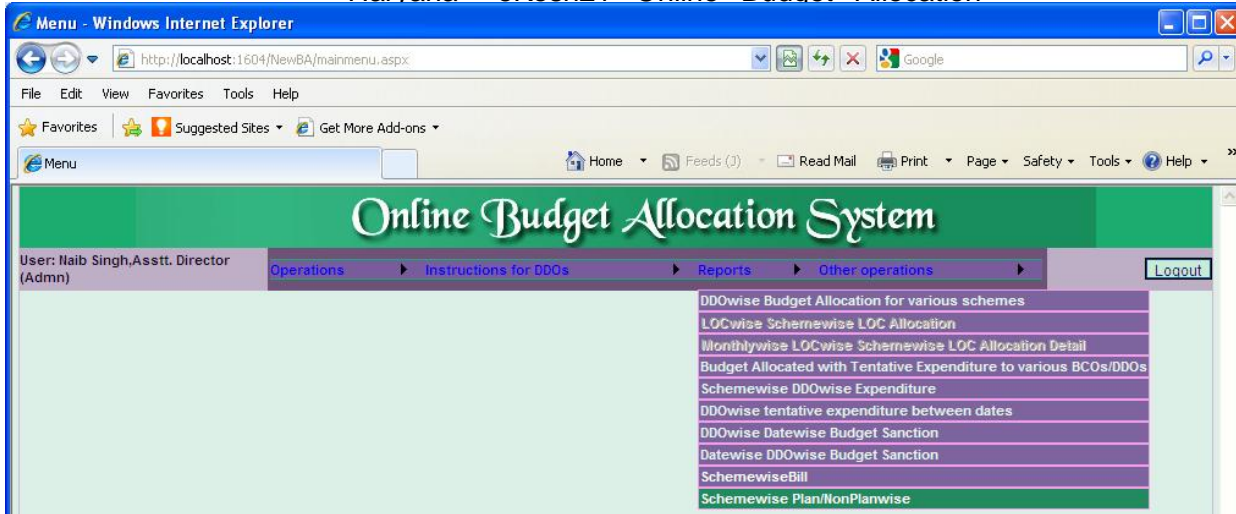 Menu - Windows Internet Explorer
http://localhost:1604/NewBA/mainmenu.aspx
Google
File Edit View Favorites Tools Help
Favorites Suggested Sites Get More Add-ons
Menu Home Feeds (J) Read Mail Print Page Safety Tools Help »
Online Budget Allocation System
User: Naib Singh,Asstt. Director (Admn)
Operations Instructions for DDOs Reports Other operations Logout
DDOwise Budget Allocation for various schemes
LOCwise Schemewise LOC Allocation
Monthlywise LOCwise Schemewise LOC Allocation Detail
Budget Allocated with Tentative Expenditure to various BCOs/DDOs
Schemewise DDOwise Expenditure
DDOwise tentative expenditure between dates
DDOwise Datewise Budget Sanction
Datewise DDOwise Budget Sanction
SchemewiseBill
Schemewise Plan/NonPlanwise